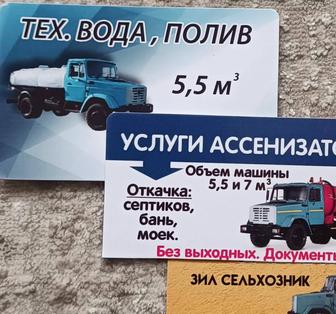 ТЕХ. ВОДА, ПОЛИВ
5,5 м³
УСЛУГИ АССЕНИЗАТО
Объем машины
5,5 и 7 м³
Откачка:
септиков,
бань,
моек.
Без выходных. Документы
ЗИЛ СЕЛЬХОЗНИК